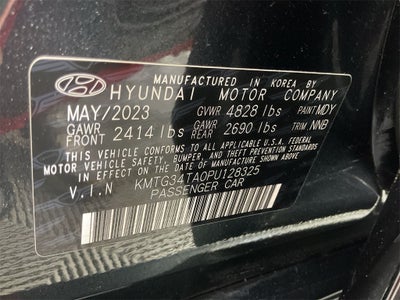 MANUFACTURED IN KOREA BY
HYUNDAI MOTOR COMPANY
MAY/2023 GVWR 4828 lbs PAINT MDY
GAWR FRONT 2414 lbs GAWR REAR 2690 lbs TRIM NNB
THIS VEHICLE CONFORMS TO ALL APPLICABLE U.S.A. FEDERAL
MOTOR VEHICLE SAFETY, BUMPER, AND THEFT PREVENTION STANDARDS
IN EFFECT ON THE DATE OF MANUFACTURE SHOWN ABOVE.
V.I.N KMTG34TA0PU128325
PASSENGER CAR